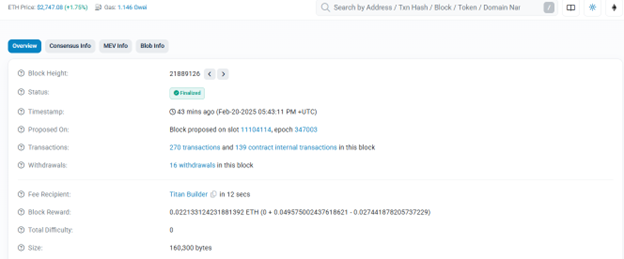 ETH Price: $2,747.08 (+1.75%) Gas: 1.146 Gwei
Search by Address / Txn Hash / Block / Token / Domain Nar /
Overview Consensus Info MEV Info Blob Info
Block Height: 21889126
Status: Finalized
Timestamp: 43 mins ago (Feb-20-2025 05:43:11 PM +UTC)
Proposed On: Block proposed on slot 11104114, epoch 347003
Transactions: 270 transactions and 139 contract internal transactions in this block
Withdrawals: 16 withdrawals in this block
Fee Recipient: Titan Builder in 12 secs
Block Reward: 0.022133124231881392 ETH (0 + 0.049575002437618621 - 0.027441878205737229)
Total Difficulty: 0
Size: 160,300 bytes